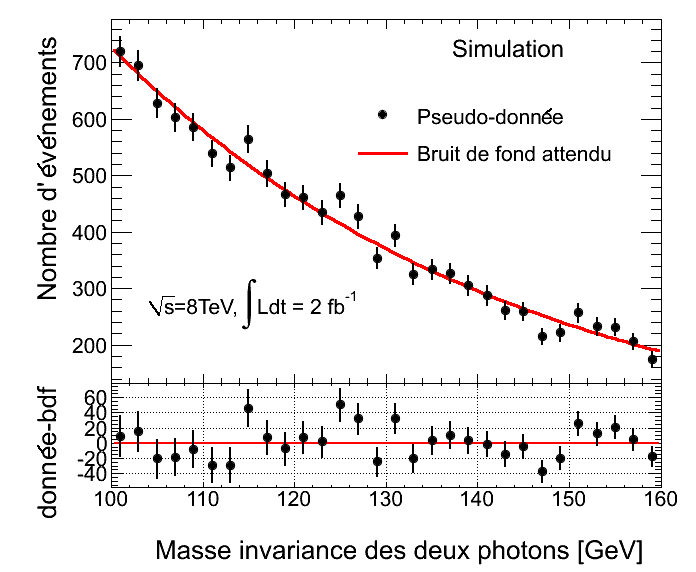 Nombre d'événements
700
600
500
400
300
200
Simulation
Pseudo-donnée
Bruit de fond attendu
√s=8TeV, ∫Ldt = 2 fb⁻¹
donnée-bdf
60
40
20
0
-20
-40
100 110 120 130 140 150 160
Masse invariance des deux photons [GeV]